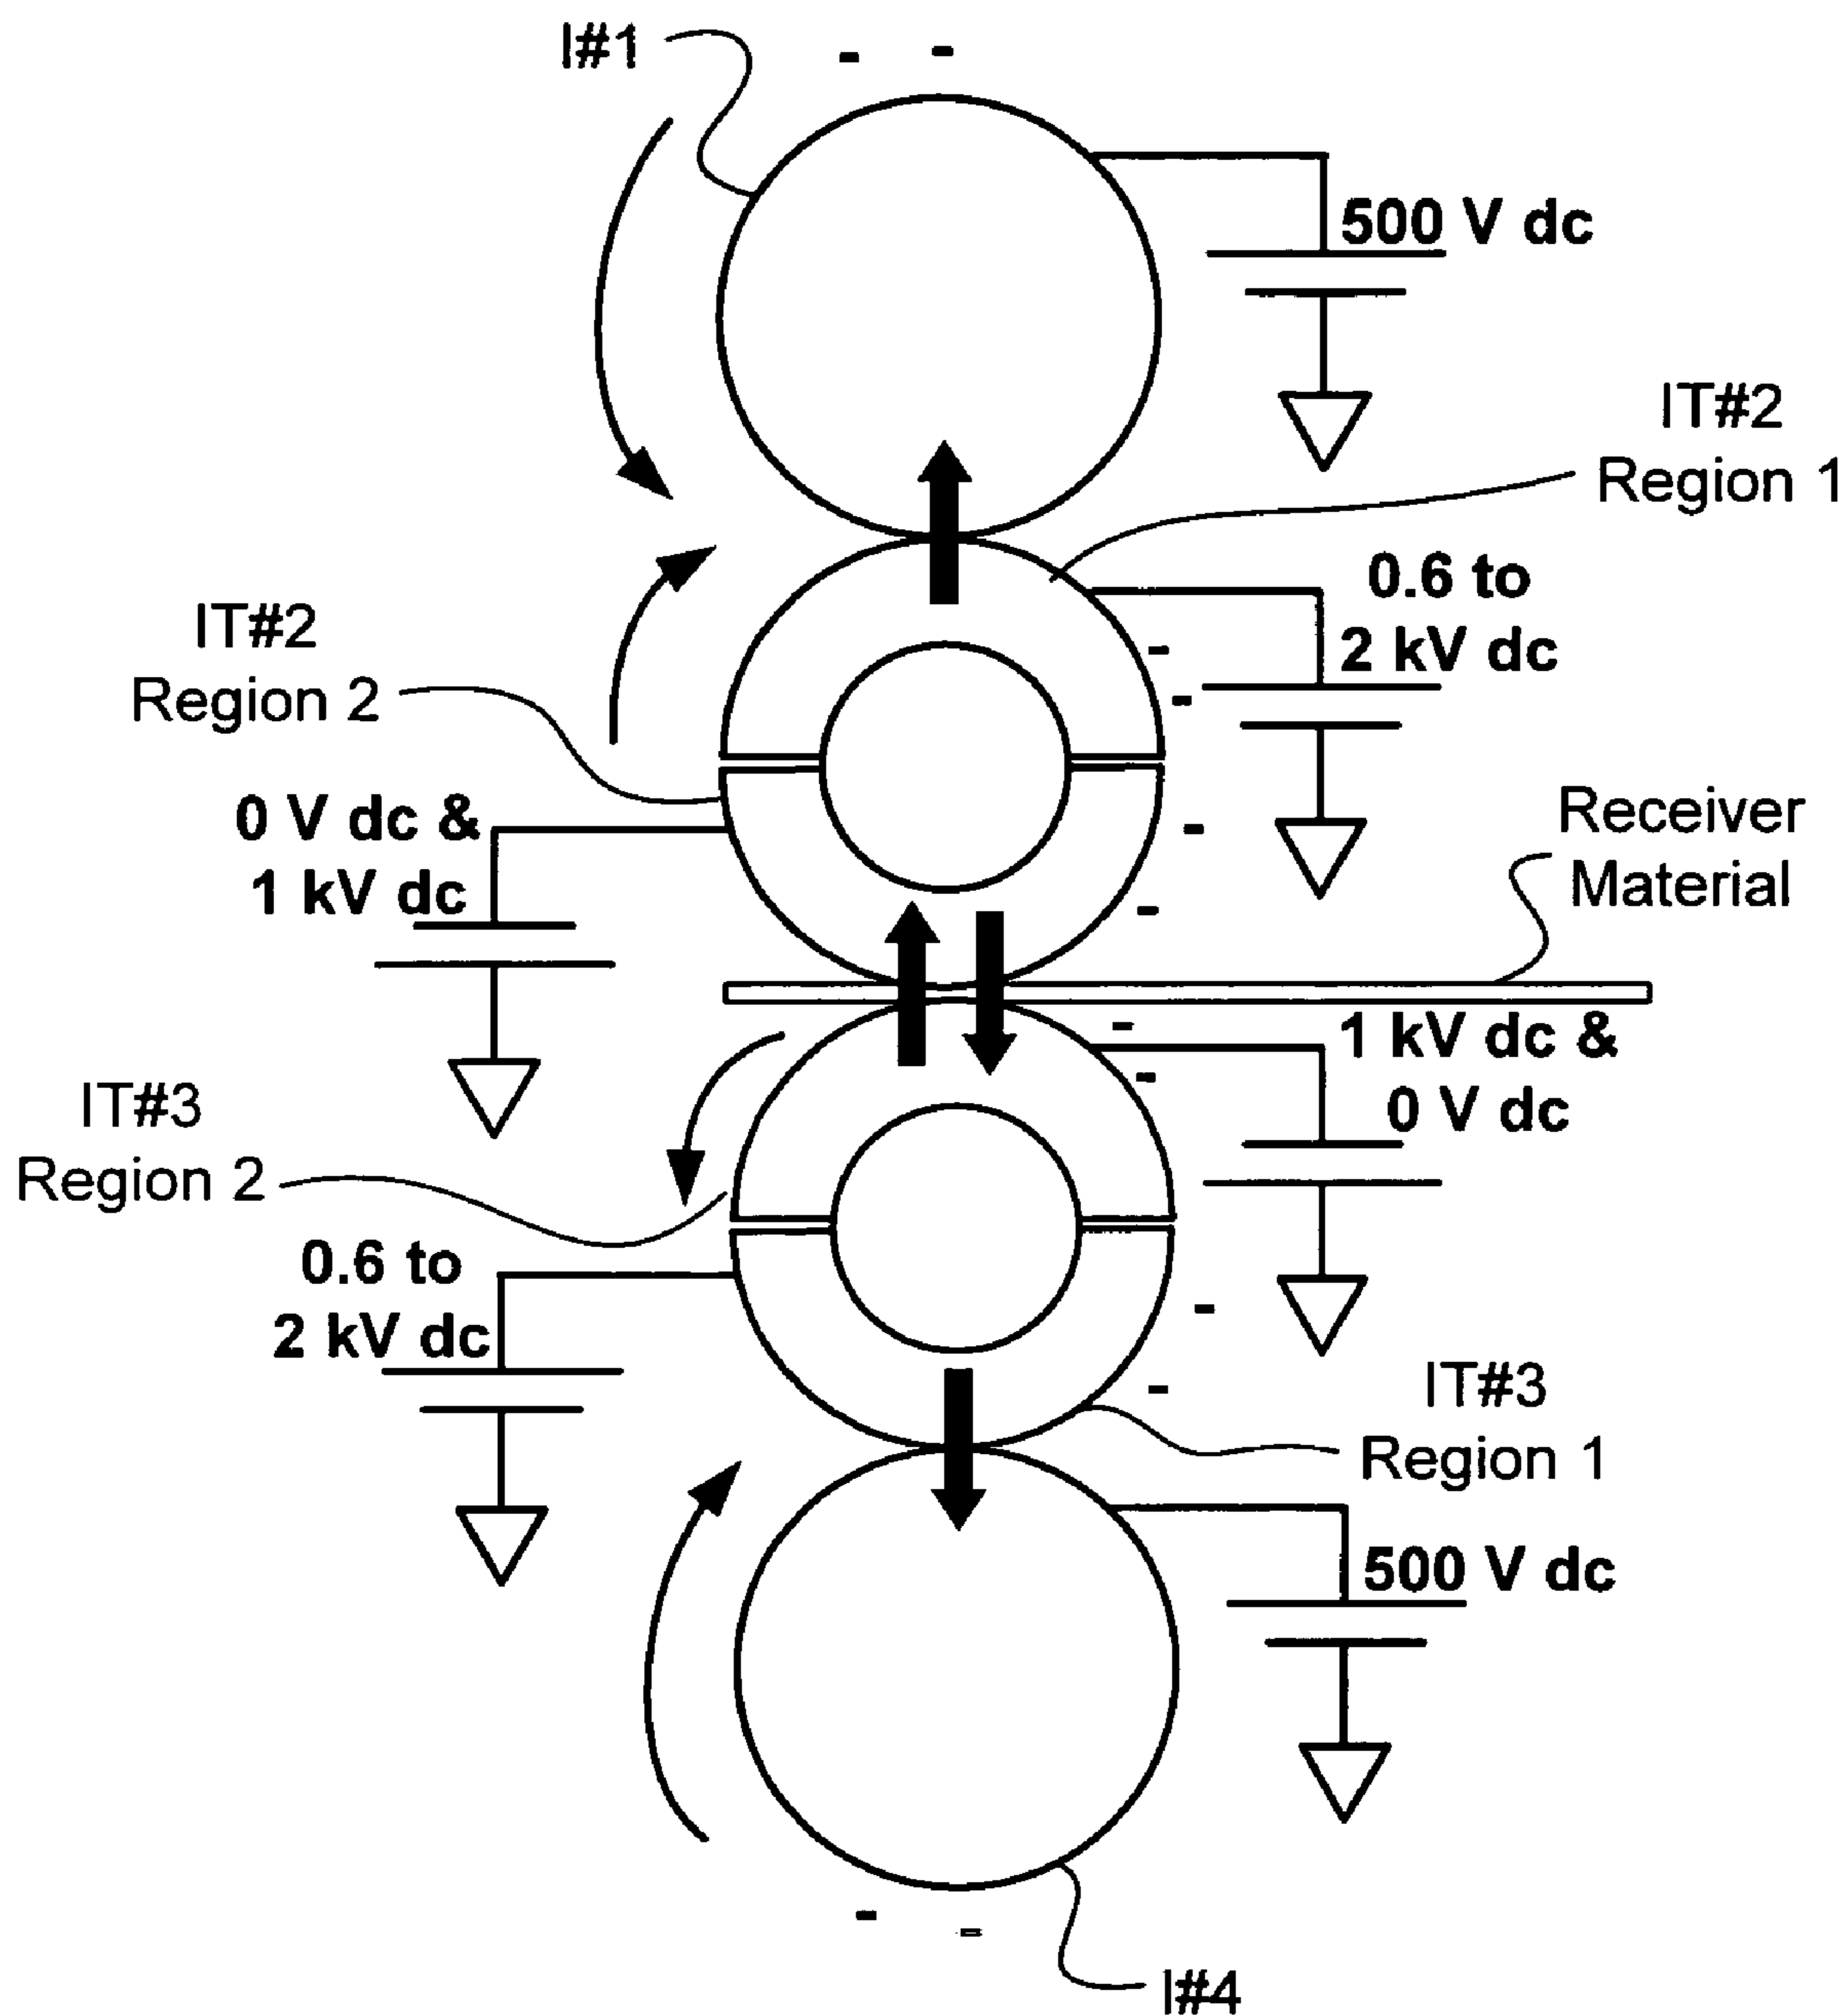 I#1
500 V dc
IT#2
Region 1
0.6 to
2 kV dc
IT#2
Region 2
0 V dc &
1 kV dc
Receiver
Material
1 kV dc &
0 V dc
IT#3
Region 2
0.6 to
2 kV dc
IT#3
Region 1
500 V dc
I#4